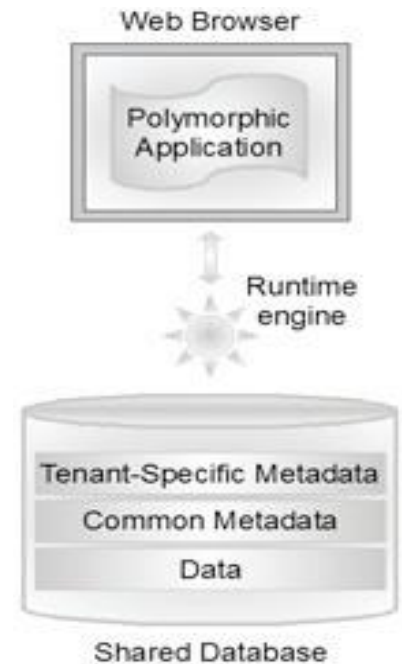 Web Browser
Polymorphic
Application
Runtime
engine
Tenant-Specific Metadata
Common Metadata
Data
Shared Database